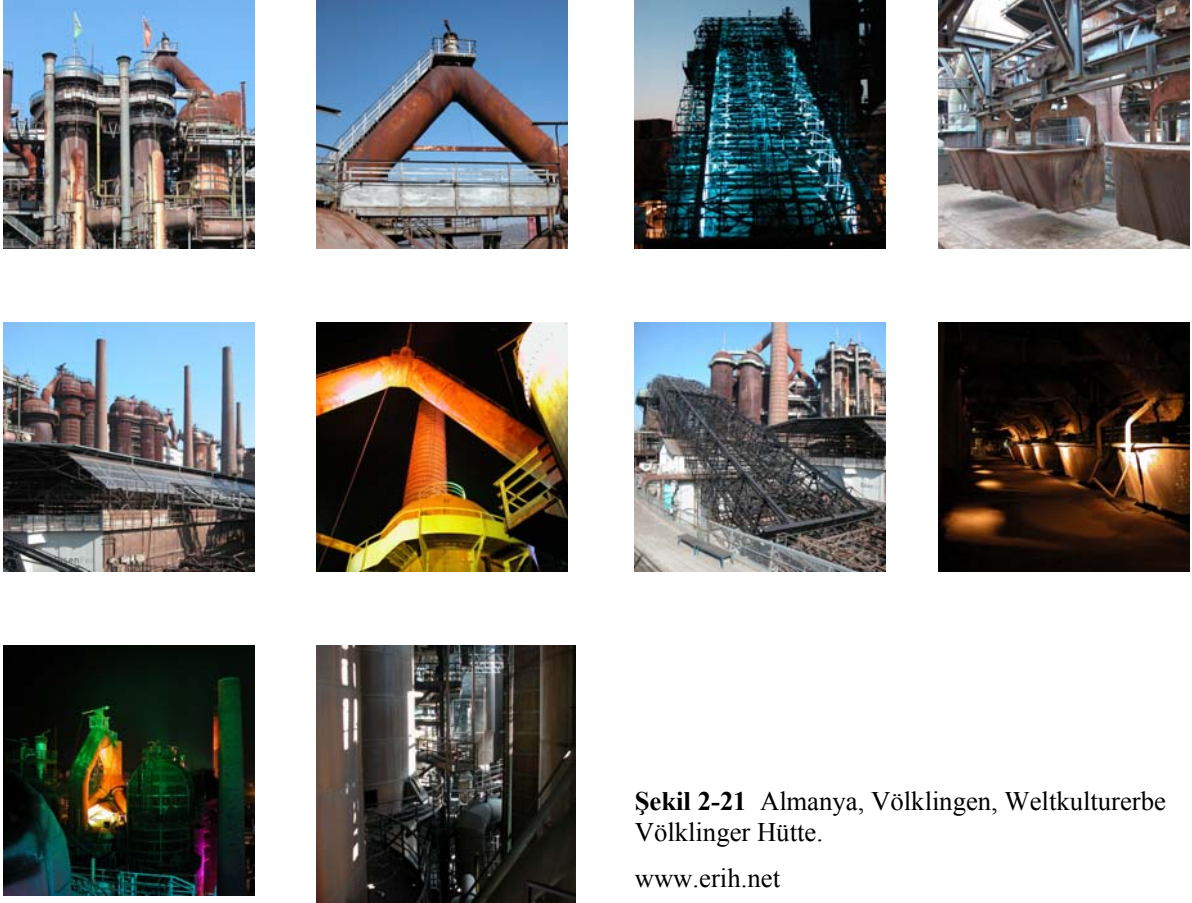 Şekil 2-21 Almanya, Völklingen, Weltkulturerbe
Völklinger Hütte.
www.erih.net